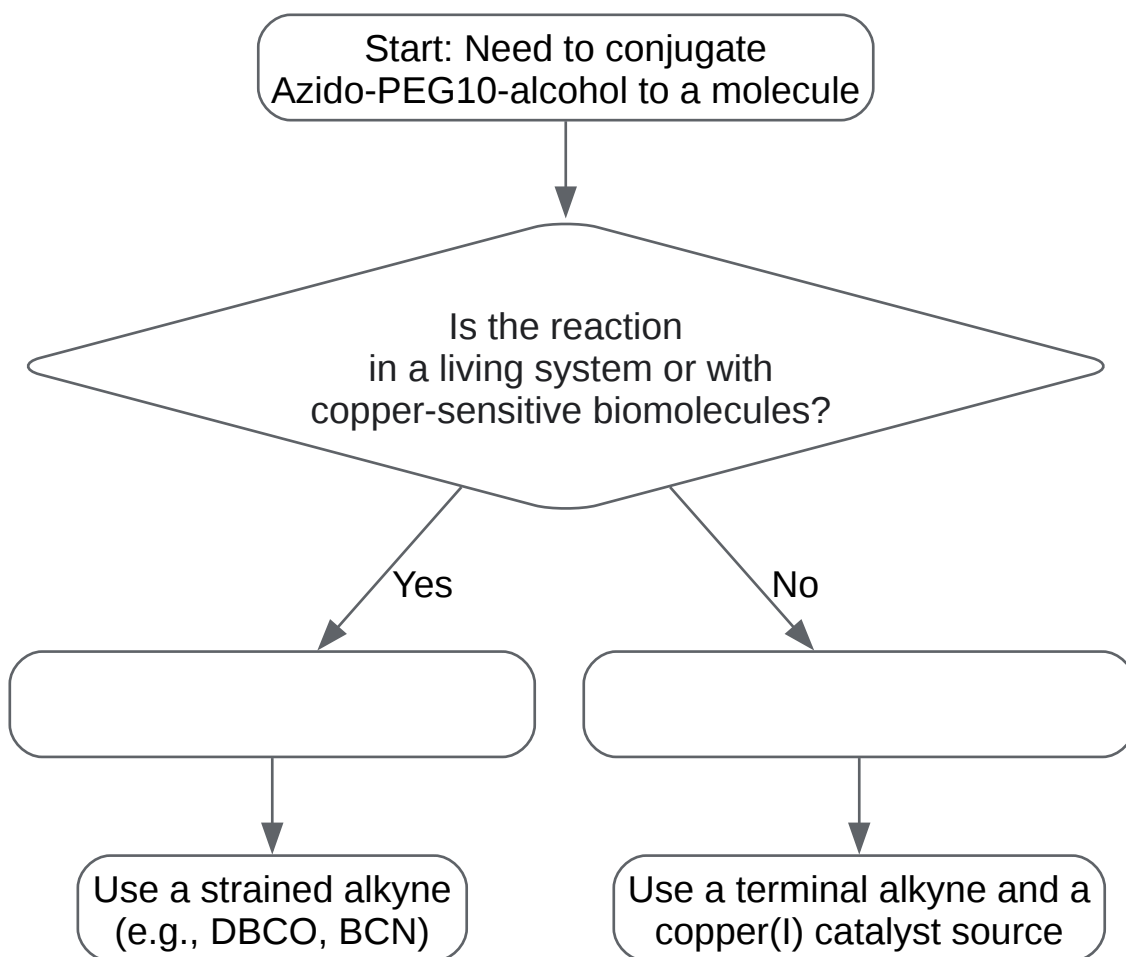 Start: Need to conjugate
Azido-PEG10-alcohol to a molecule
Is the reaction
in a living system or with
copper-sensitive biomolecules?
Yes
No
Use a strained alkyne
(e.g., DBCO, BCN)
Use a terminal alkyne and a
copper(I) catalyst source